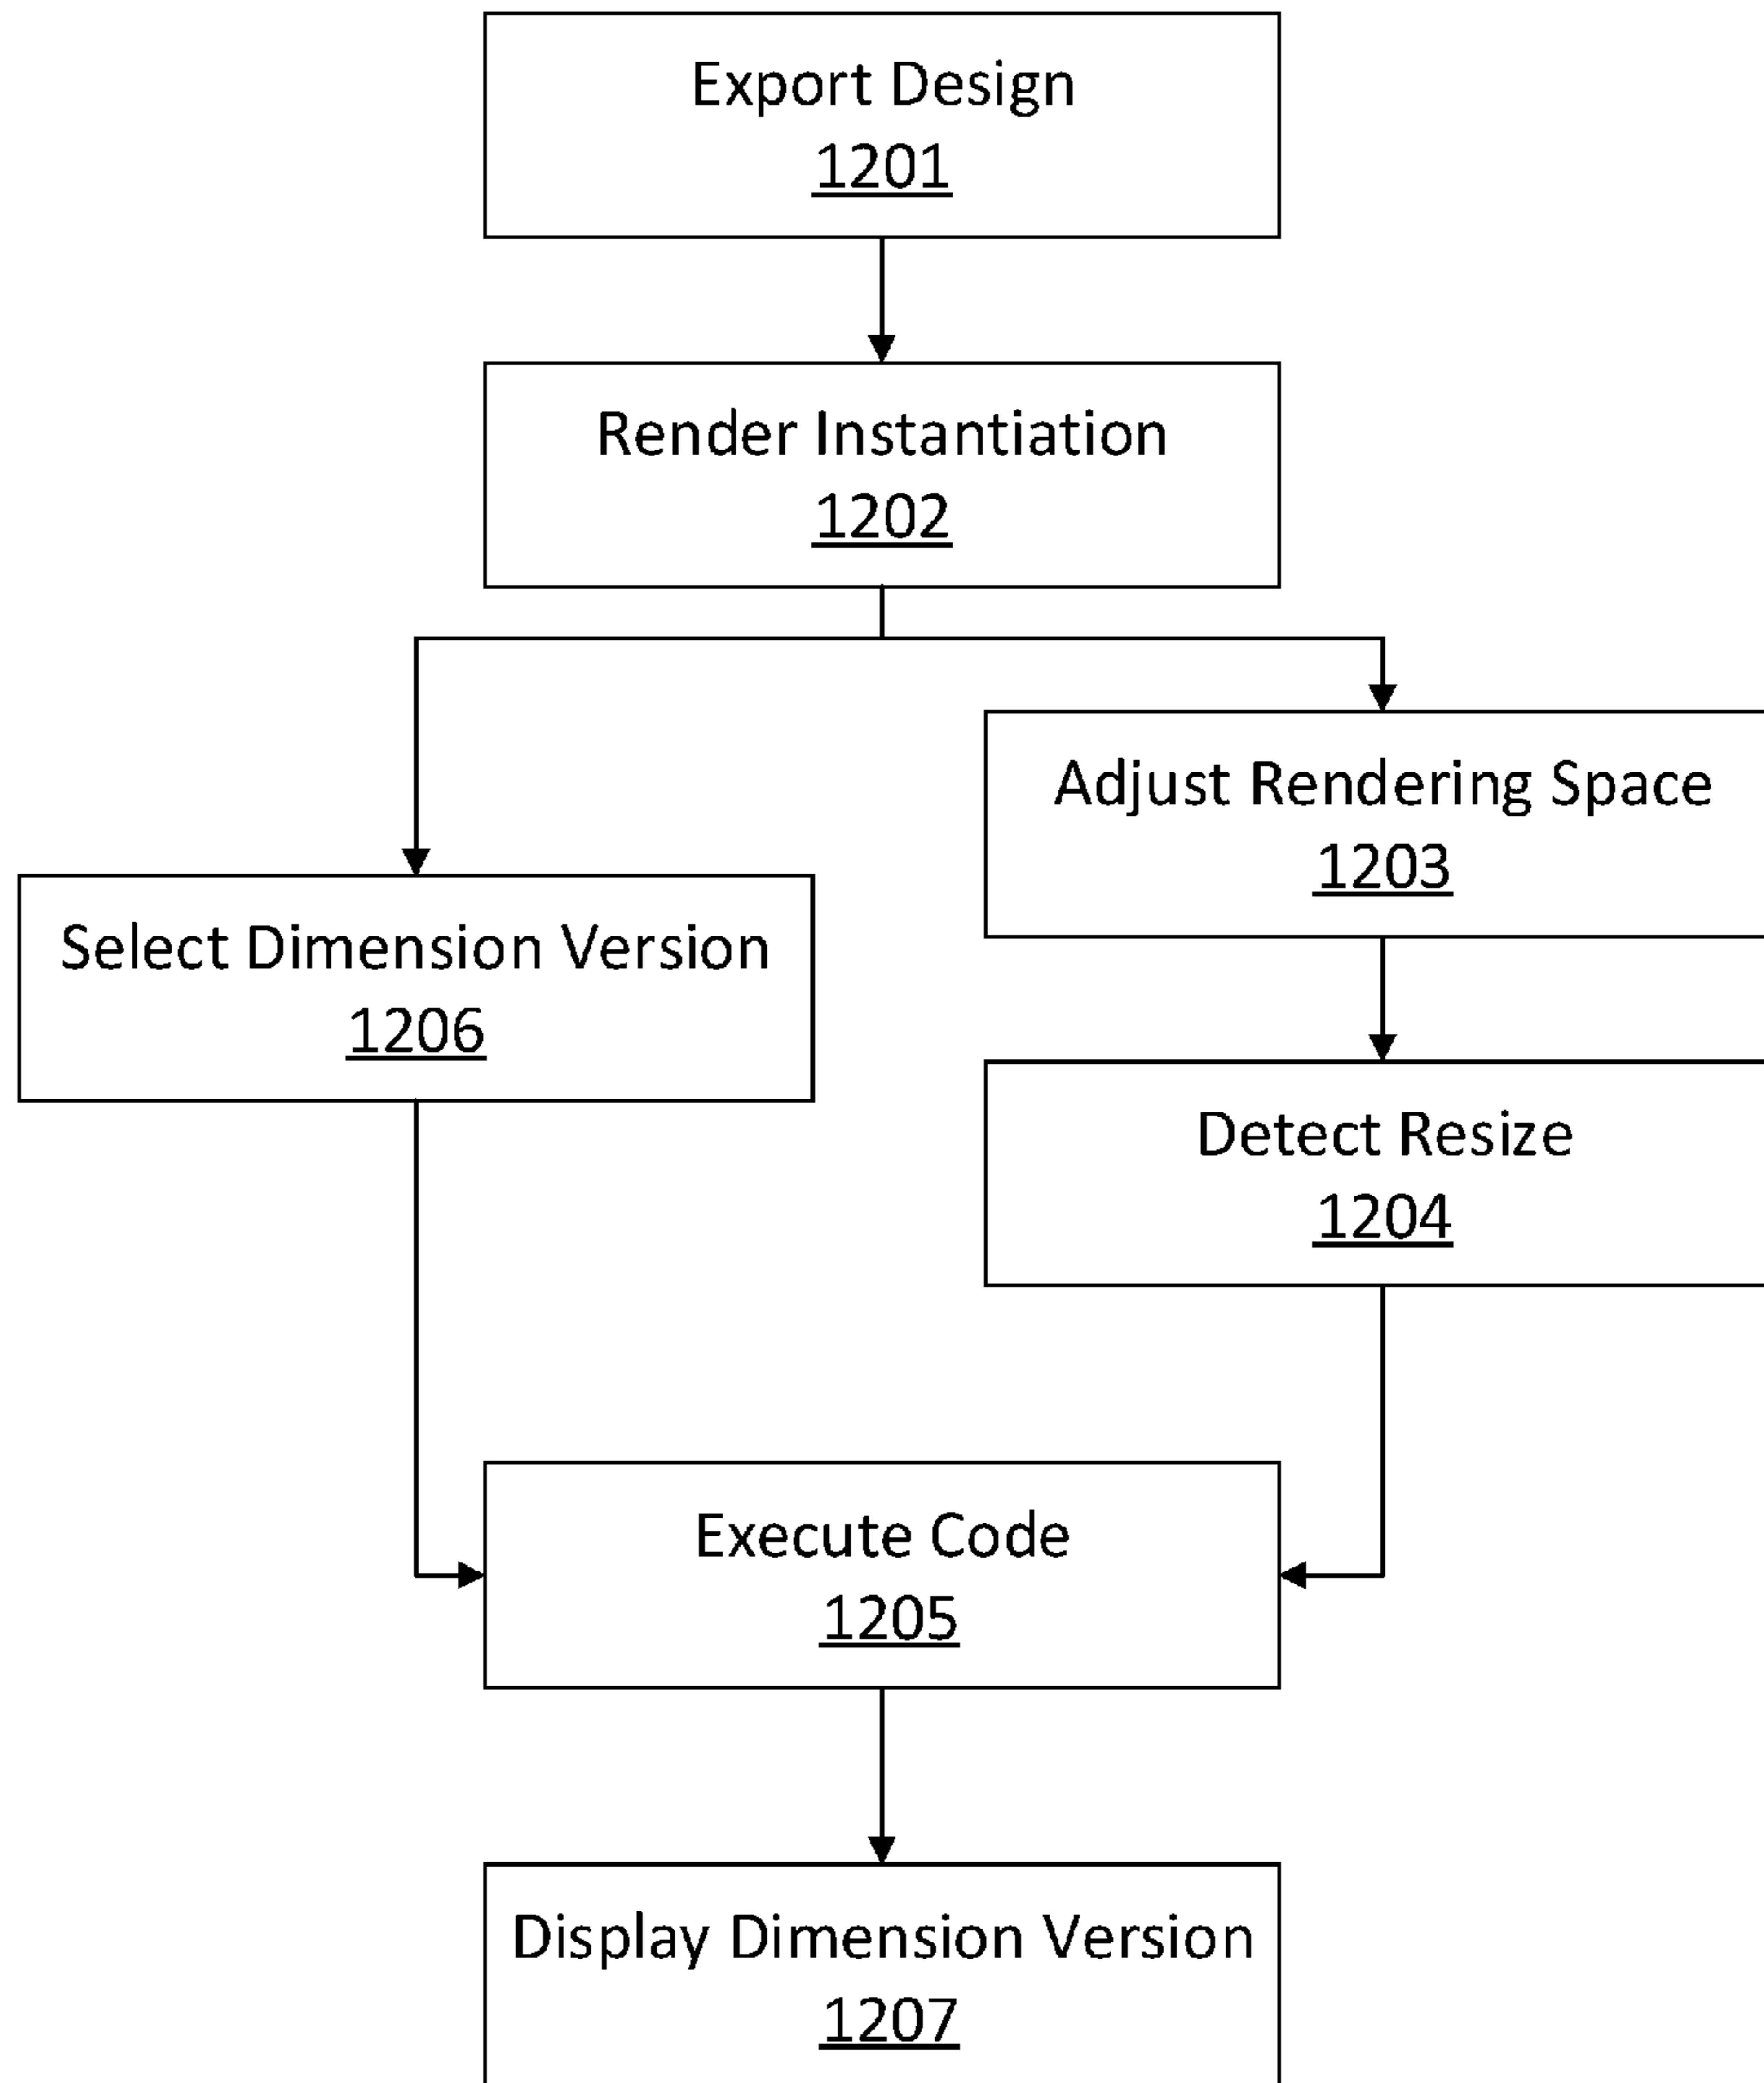 Export Design
1201
Render Instantiation
1202
Adjust Rendering Space
1203
Select Dimension Version
1206
Detect Resize
1204
Execute Code
1205
Display Dimension Version
1207